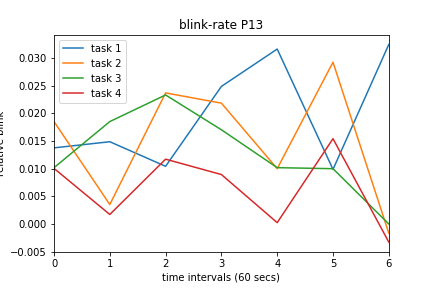 blink-rate P13
task 1
task 2
task 3
task 4
0.030
0.025
0.020
0.015
0.010
0.005
0.000
−0.005
relative blink
0 1 2 3 4 5 6
time intervals (60 secs)